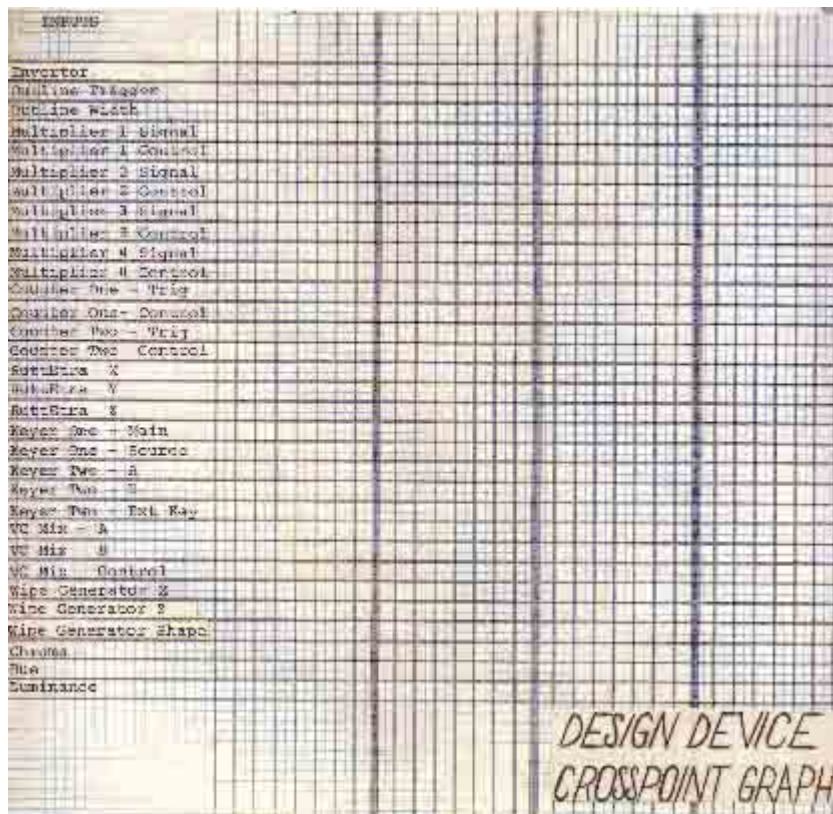 INPUTS
Invertor
Outline Trigger
Outline Width
Multiplier 1 Signal
Multiplier 1 Control
Multiplier 2 Signal
Multiplier 2 Control
Multiplier 3 Signal
Multiplier 3 Control
Multiplier 4 Signal
Multiplier 4 Control
Counter One - Trig
Counter One- Control
Counter Two - Trig
Counter Two Control
RuttEtra X
RuttEtra Y
RuttEtra Z
Keyer One - Main
Keyer One - Source
Keyer Two - A
Keyer Two - B
Keyer Two - Ext Key
VC Mix - A
VC Mix B
VC Mix Control
Wipe Generator
Wipe Generator
Wipe Generator Shape
Chroma
Hue
Luminance
DESIGN DEVICE
CROSSPOINT GRAPH